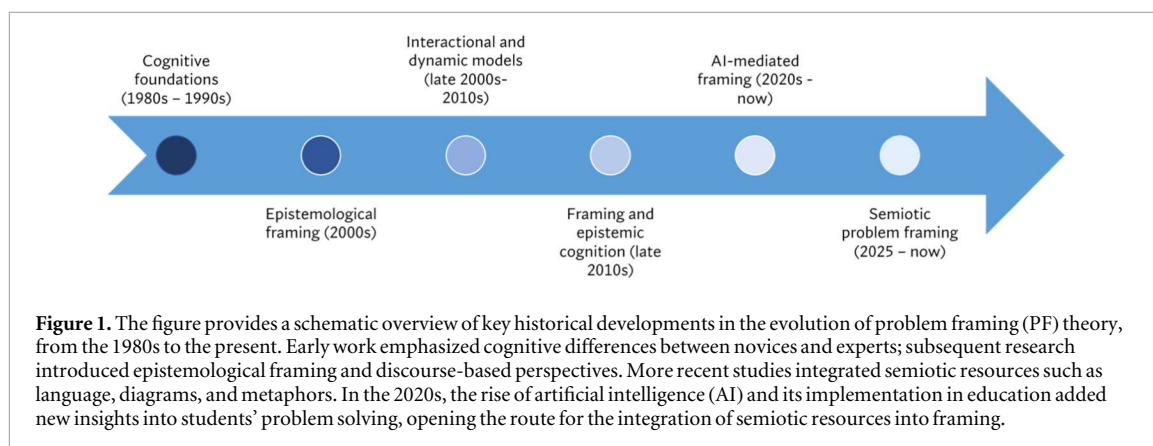 Cognitive
foundations
(1980s – 1990s)
Epistemological
framing (2000s)
Interactional and
dynamic models
(late 2000s-
2010s)
Framing and
epistemic
cognition (late
2010s)
AI-mediated
framing (2020s -
now)
Semiotic
problem framing
(2025 – now)
Figure 1. The figure provides a schematic overview of key historical developments in the evolution of problem framing (PF) theory,
from the 1980s to the present. Early work emphasized cognitive differences between novices and experts; subsequent research
introduced epistemological framing and discourse-based perspectives. More recent studies integrated semiotic resources such as
language, diagrams, and metaphors. In the 2020s, the rise of artificial intelligence (AI) and its implementation in education added
new insights into students’ problem solving, opening the route for the integration of semiotic resources into framing.